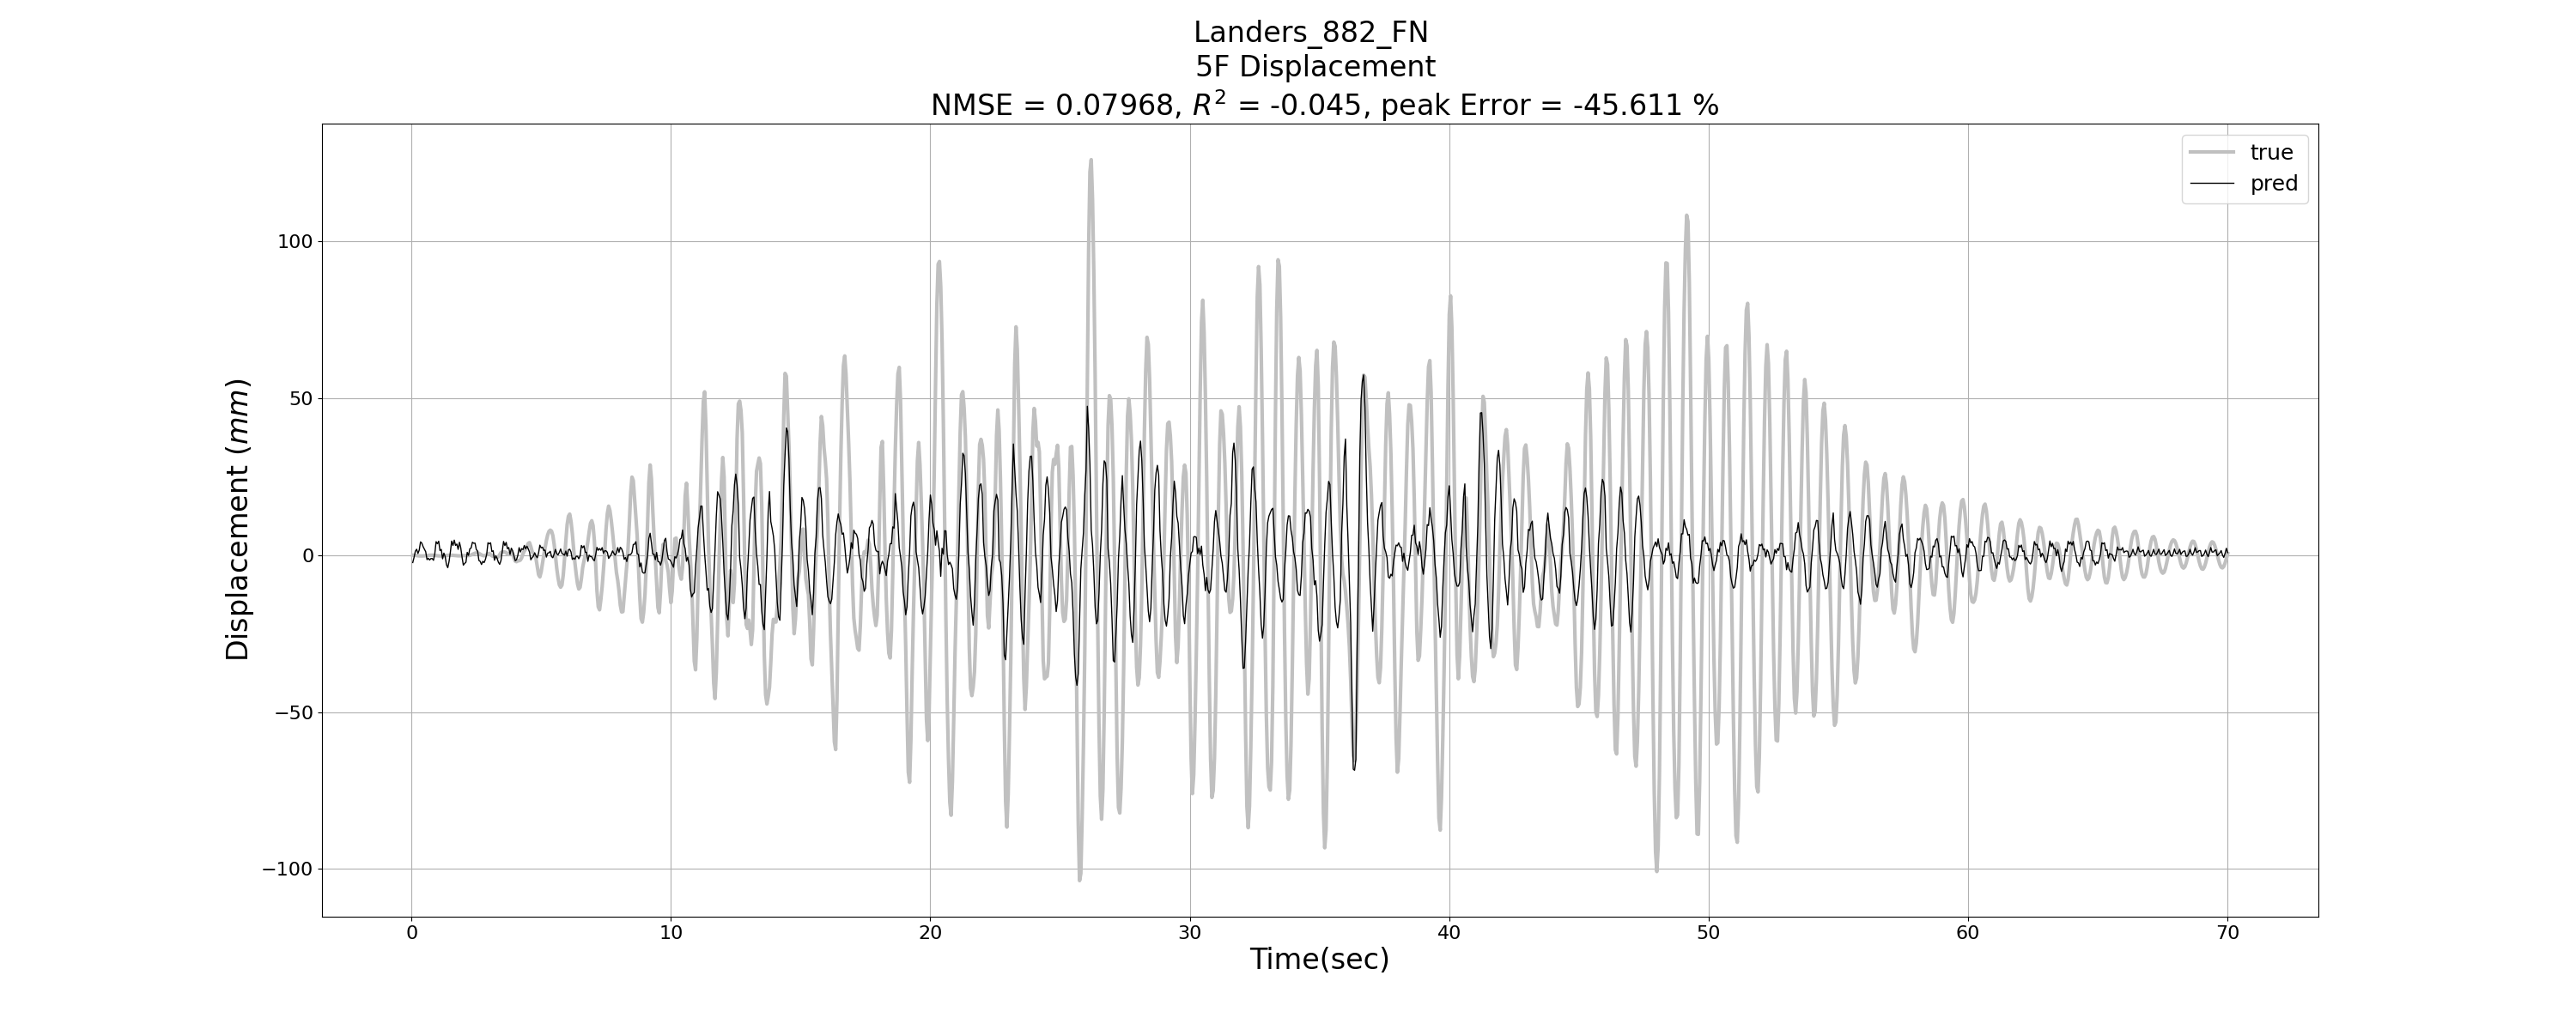 Landers_882_FN
5F Displacement
NMSE = 0.07968, R² = -0.045, peak Error = -45.611 %
true
pred
100
50
0
−50
−100
Displacement (mm)
0 10 20 30 40 50 60 70
Time(sec)